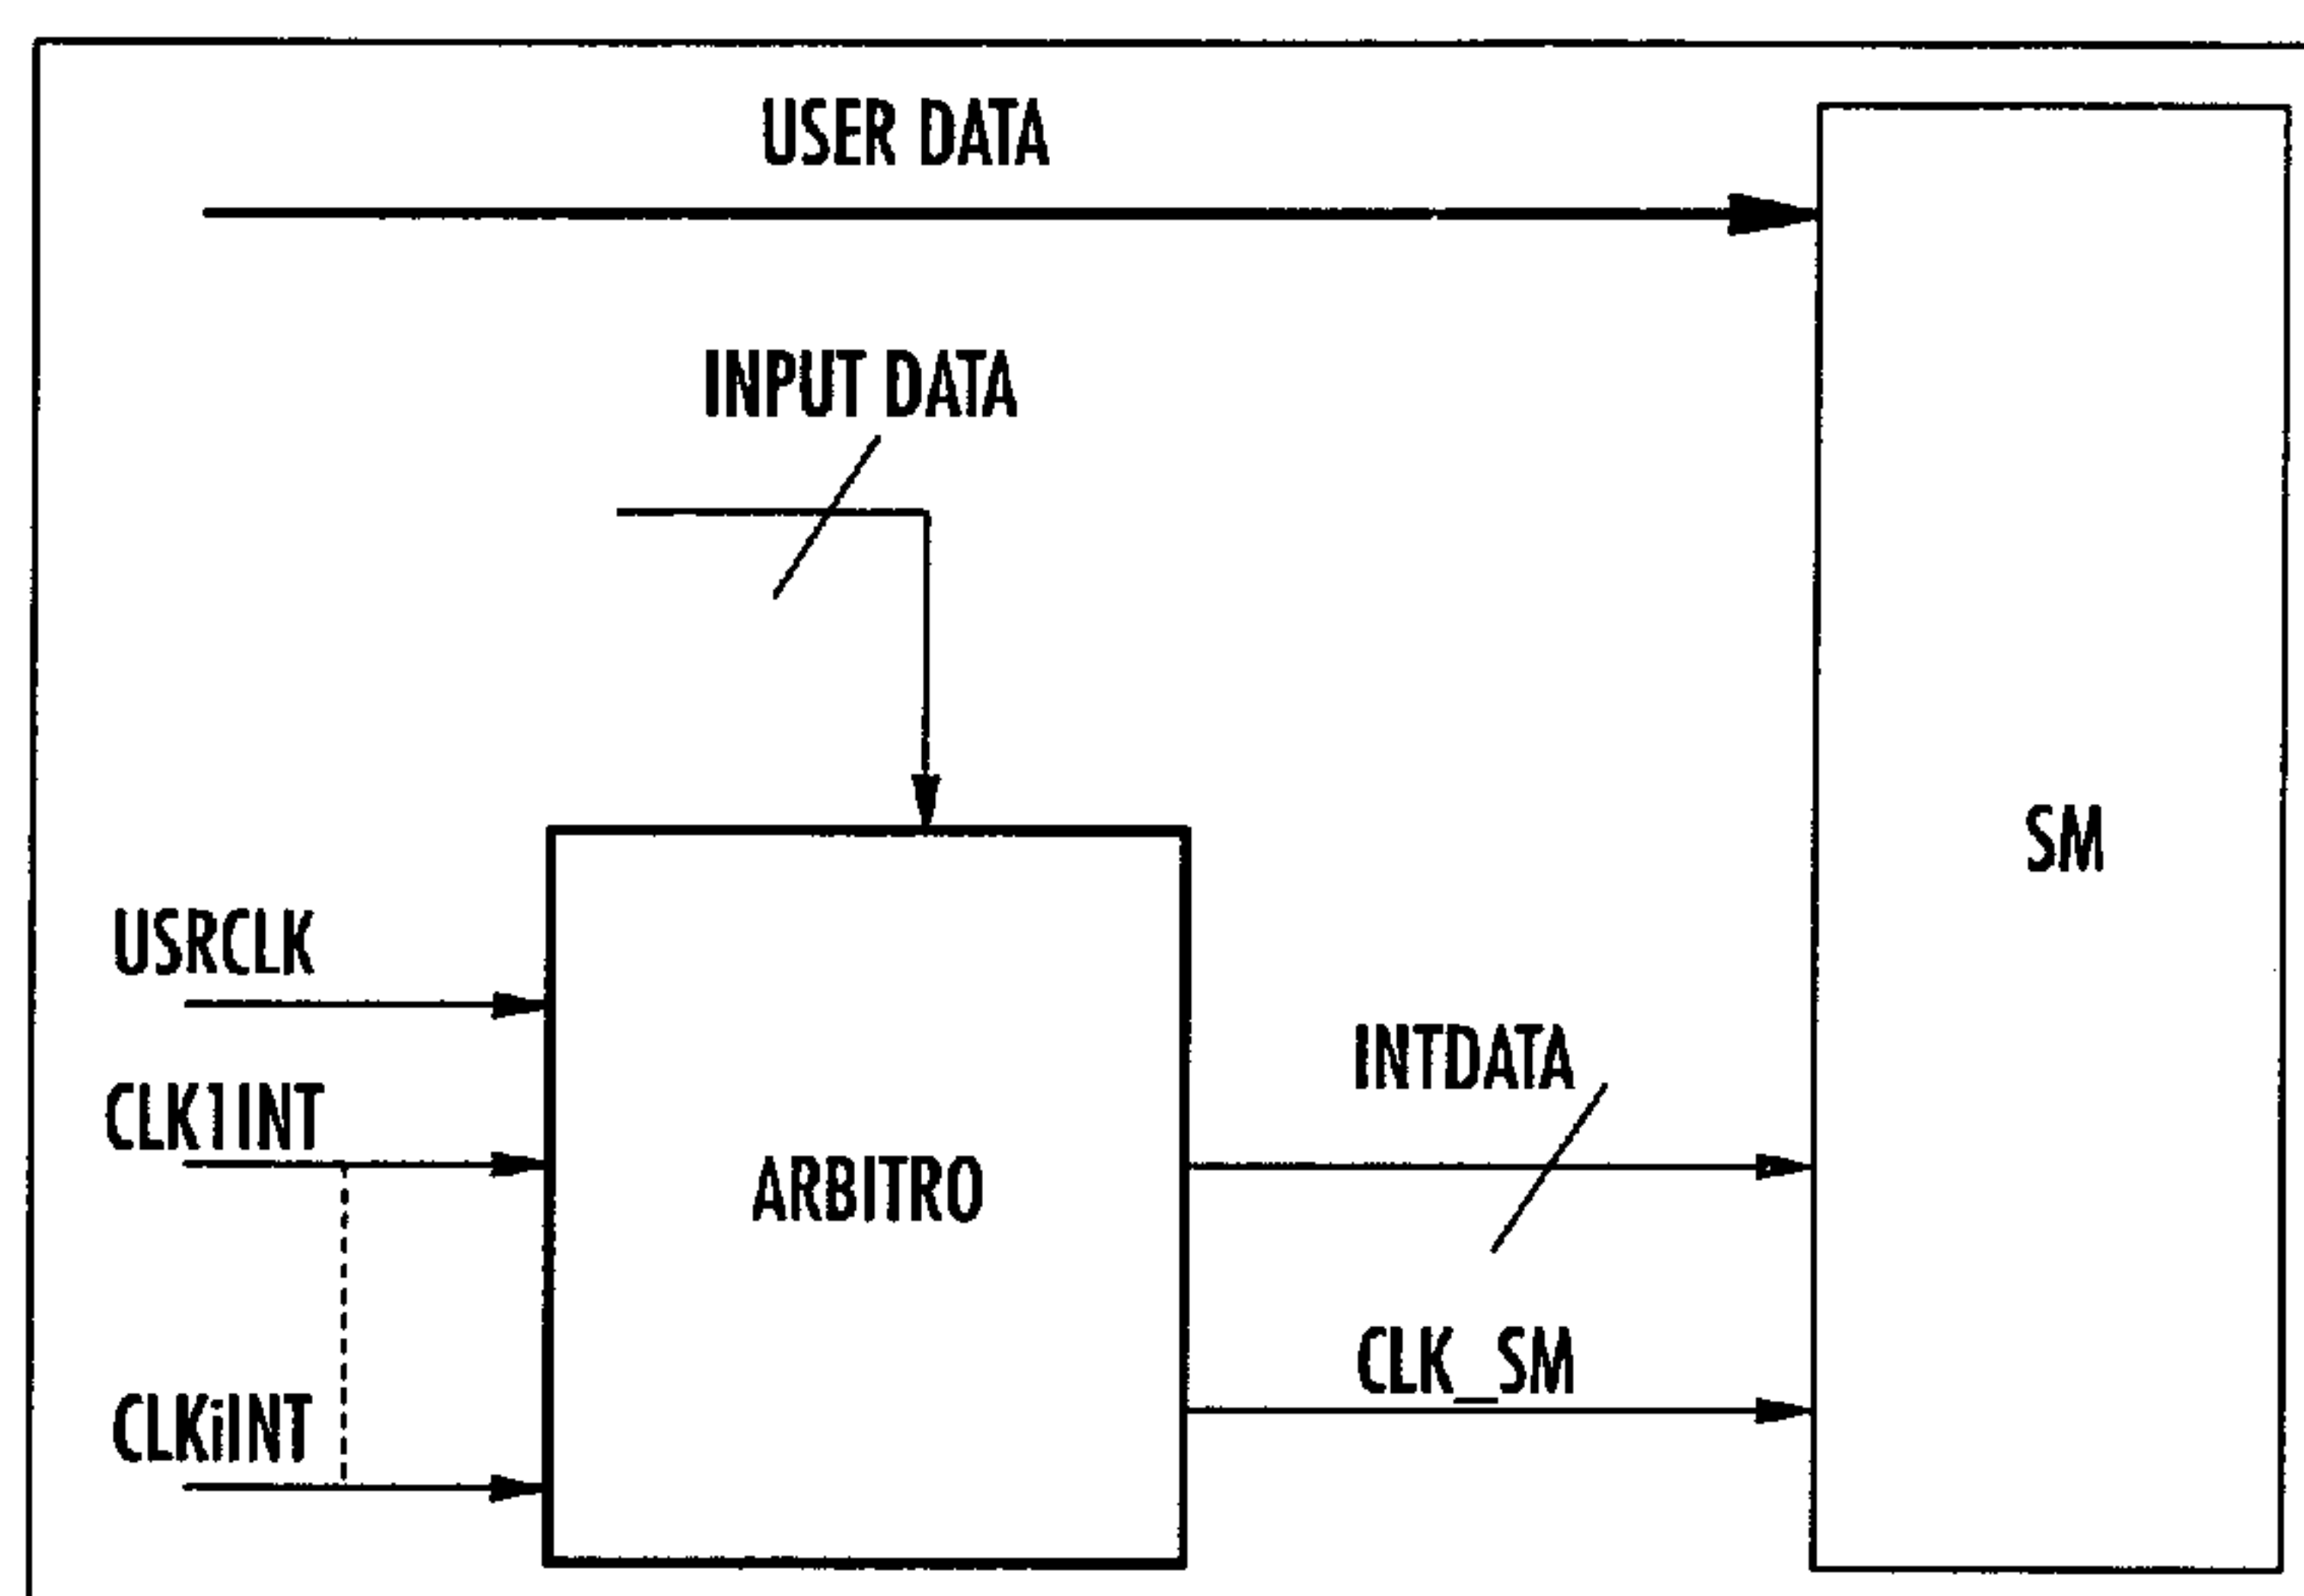 USER DATA
INPUT DATA
SM
USRCLK
INTDATA
CLK1INT
ARBITRO
CLK_SM
CLKiINT